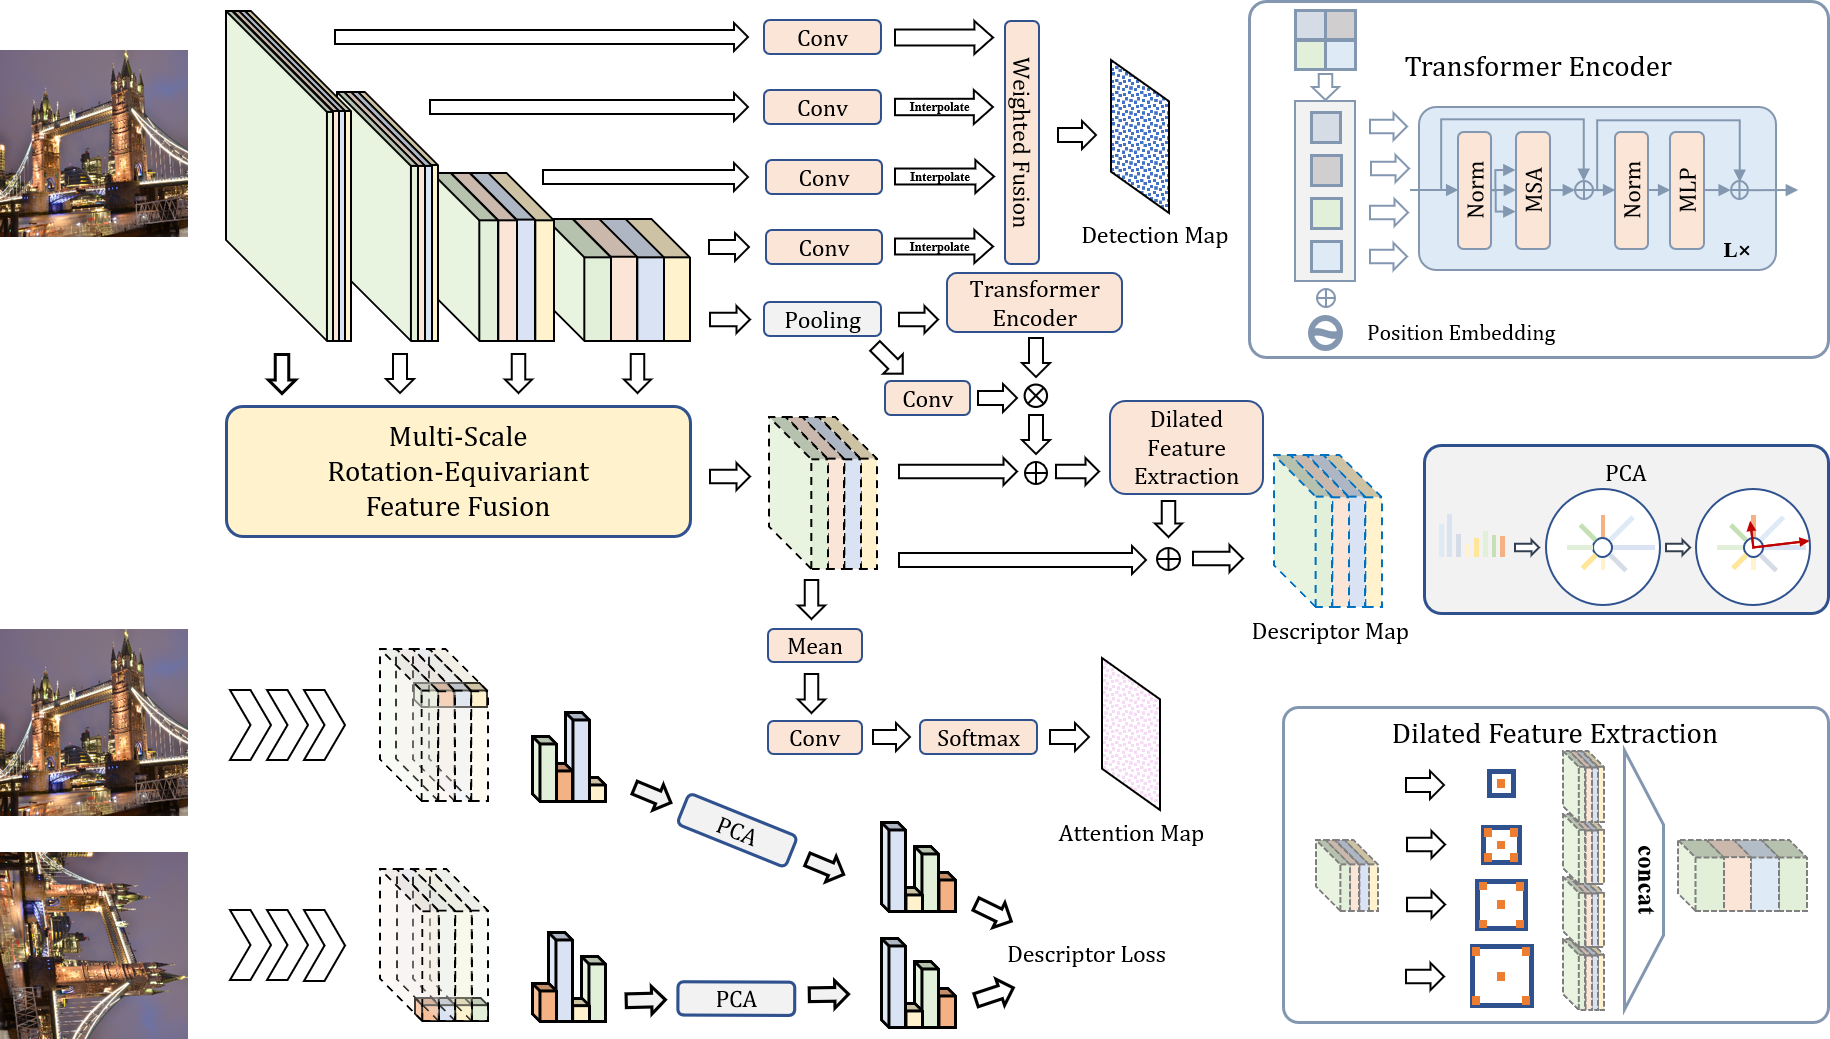 Conv
Conv
Interpolate
Conv
Interpolate
Conv
Interpolate
Weighted Fusion
Detection Map
Pooling
Transformer
Encoder
Conv
Multi-Scale
Rotation-Equivariant
Feature Fusion
Dilated
Feature
Extraction
Descriptor Map
Mean
Conv
Softmax
Attention Map
PCA
PCA
Descriptor Loss
Transformer Encoder
Norm
MSA
Norm
MLP
L×
Position Embedding
PCA
Dilated Feature Extraction
concat